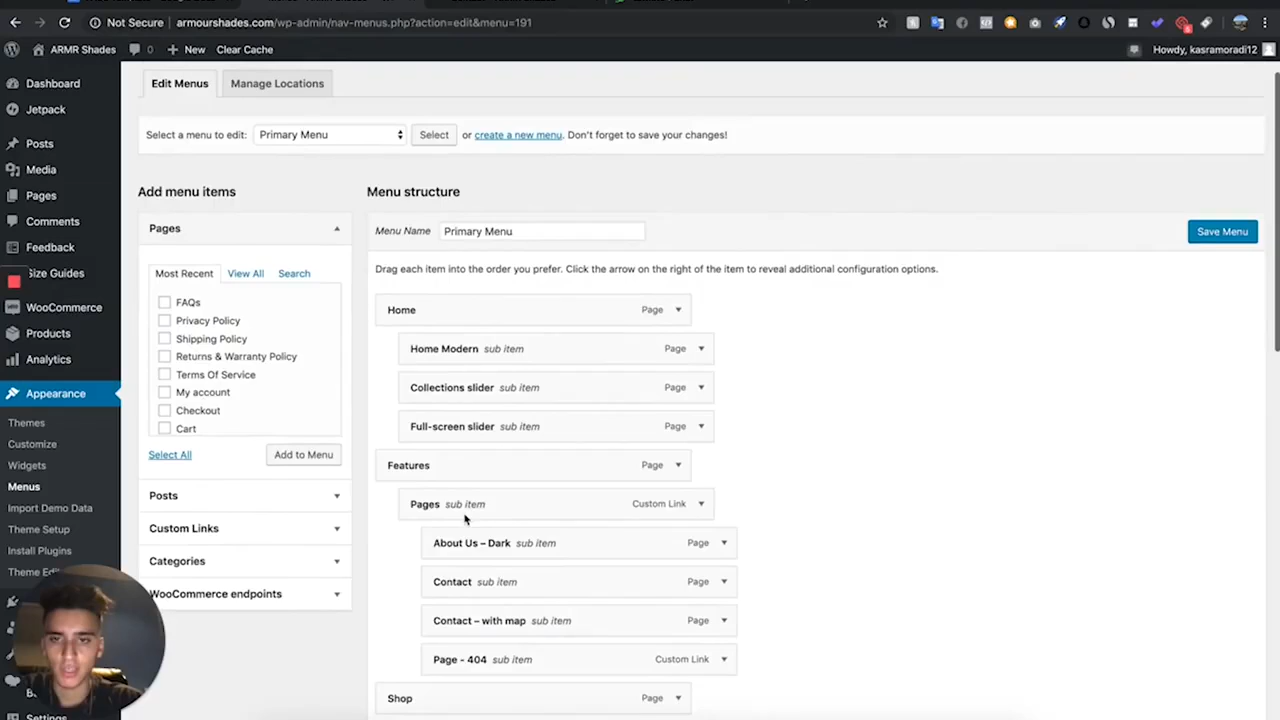 Not Secure armourshades.com/wp-admin/nav-menus.php?action=edit&menu=191
ARMR Shades 0 New Clear Cache Howdy, kasramoradi12
Dashboard
Jetpack
Posts
Media
Pages
Comments
Feedback
Size Guides
WooCommerce
Products
Analytics
Appearance
Themes
Customize
Widgets
Menus
Import Demo Data
Theme Setup
Install Plugins
Settings
Edit Menus Manage Locations
Select a menu to edit: Primary Menu Select or create a new menu. Don't forget to save your changes!
Add menu items
Pages
Most Recent View All Search
FAQs
Privacy Policy
Shipping Policy
Returns & Warranty Policy
Terms Of Service
My account
Checkout
Cart
Select All Add to Menu
Posts
Custom Links
Categories
WooCommerce endpoints
Menu structure
Menu Name Primary Menu Save Menu
Drag each item into the order you prefer. Click the arrow on the right of the item to reveal additional configuration options.
Home Page
Home Modern sub item Page
Collections slider sub item Page
Full-screen slider sub item Page
Features Page
Pages sub item Custom Link
About Us – Dark sub item Page
Contact sub item Page
Contact – with map sub item Page
Page - 404 sub item Custom Link
Shop Page